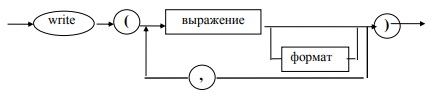 write ( выражение )
формат
,